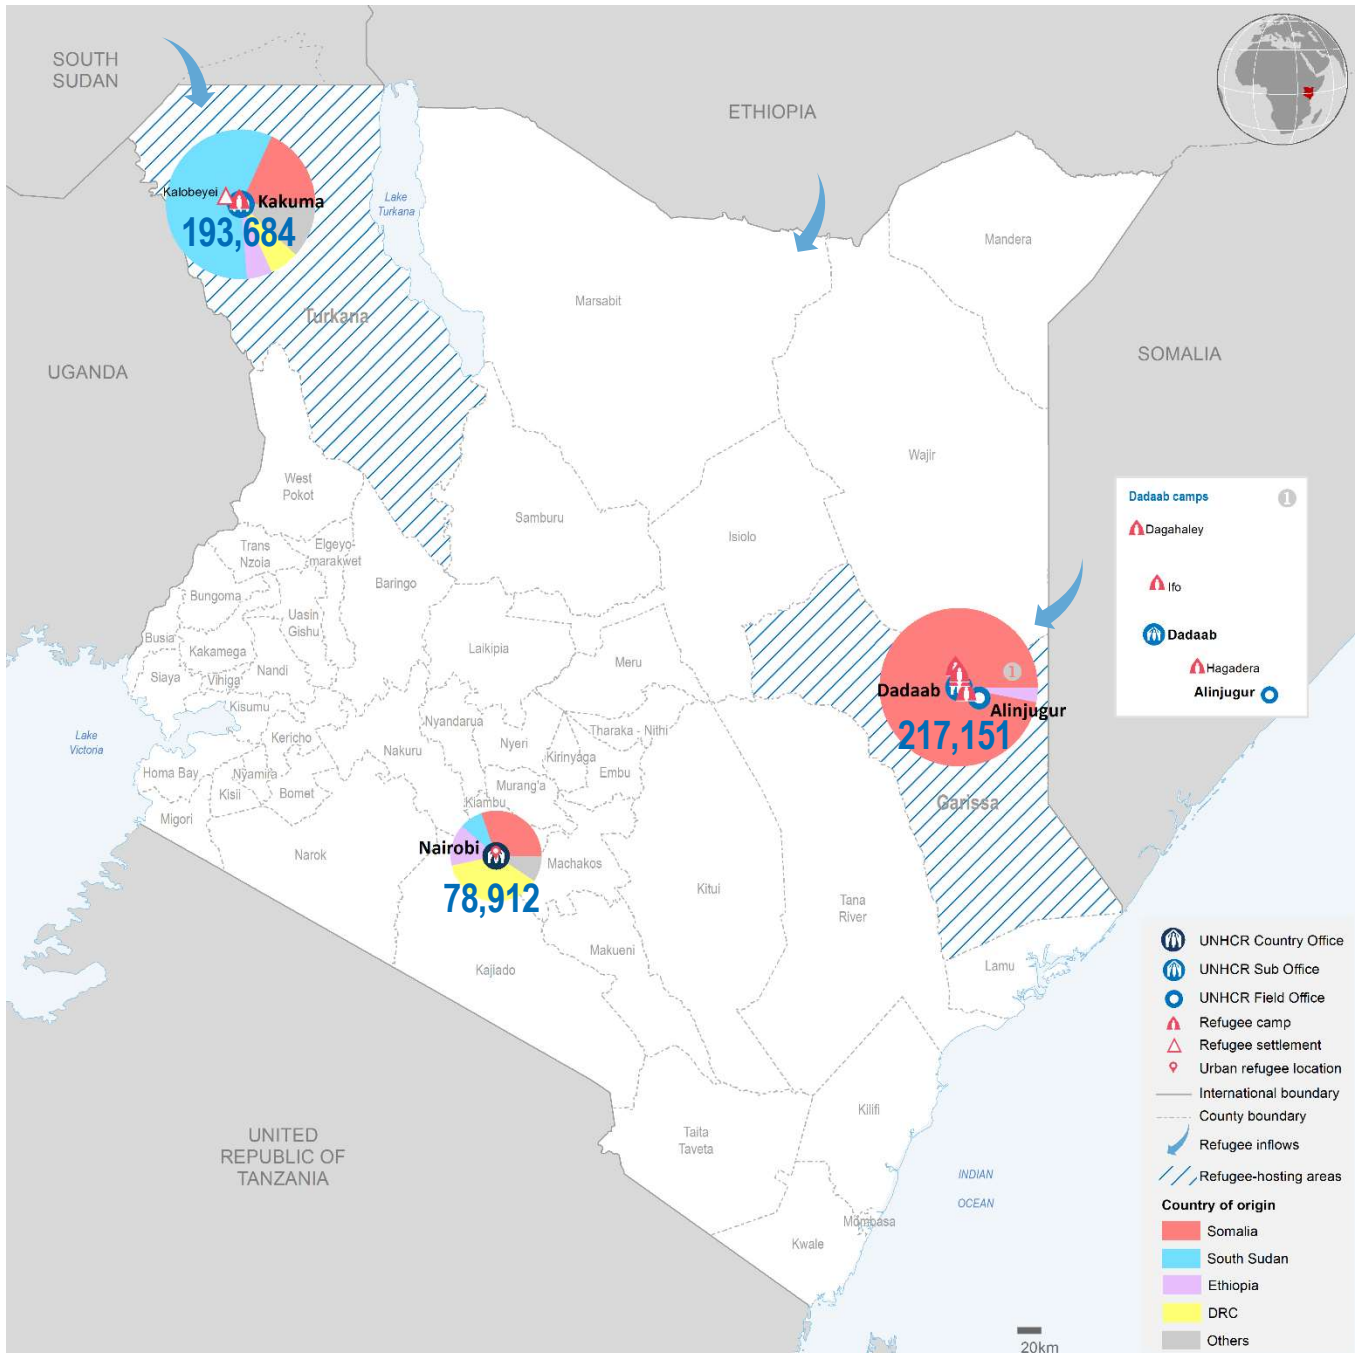 SOUTH
SUDAN
ETHIOPIA
Kalobeyei
Kakuma
193,684
Lake
Turkana
Mandera
Marsabit
Turkana
SOMALIA
UGANDA
Wajir
West
Pokot
Samburu
Isiolo
Dadaab camps
1
Dagahaley
Ifo
Dadaab
Hagadera
Alinjugur
Trans
Nzoia
Elgeyo-
marakwet
Baringo
Bungoma
Uasin
Gishu
Busia
Kakamega
Laikipia
Meru
Nandi
Siaya
Vihiga
Kisumu
1
Dadaab
Alinjugur
217,151
Lake
Victoria
Kericho
Nyandarua
Nakuru
Nyeri
Tharaka - Nithi
Kirinyaga
Embu
Homa Bay
Nyamira
Kisii
Bomet
Murang'a
Kiambu
Migori
Garissa
Narok
Nairobi
78,912
Machakos
Kitui
Tana
River
Makueni
Kajiado
Lamu
Kilifi
Taita
Taveta
UNITED
REPUBLIC OF
TANZANIA
INDIAN
OCEAN
Mombasa
Kwale
UNHCR Country Office
UNHCR Sub Office
UNHCR Field Office
Refugee camp
Refugee settlement
Urban refugee location
International boundary
County boundary
Refugee inflows
Refugee-hosting areas
Country of origin
Somalia
South Sudan
Ethiopia
DRC
Others
20km